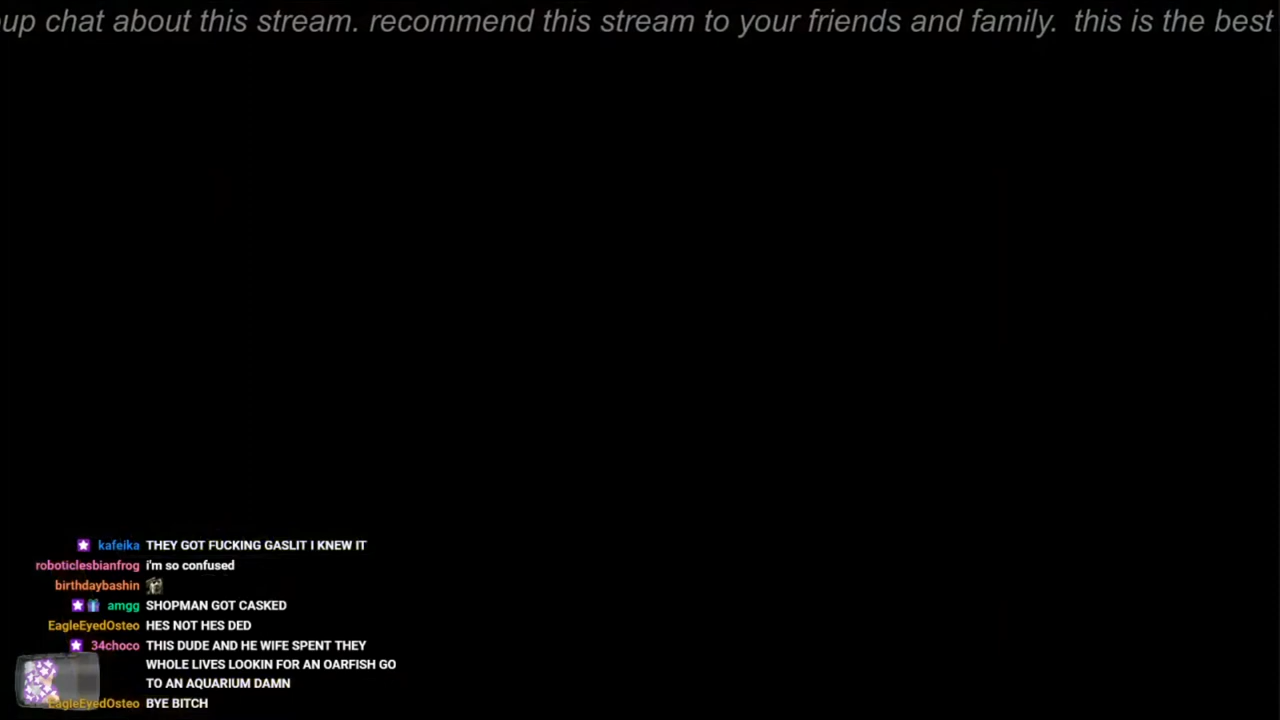 up chat about this stream. recommend this stream to your friends and family. this is the best
kafeika THEY GOT FUCKING GASLIT I KNEW IT
roboticlesbianfrog i'm so confused
birthdaybashin
amgg SHOPMAN GOT CASKED
EagleEyedOsteo HES NOT HES DED
34choco THIS DUDE AND HE WIFE SPENT THEY
WHOLE LIVES LOOKIN FOR AN OARFISH GO
TO AN AQUARIUM DAMN
EagleEyedOsteo BYE BITCH